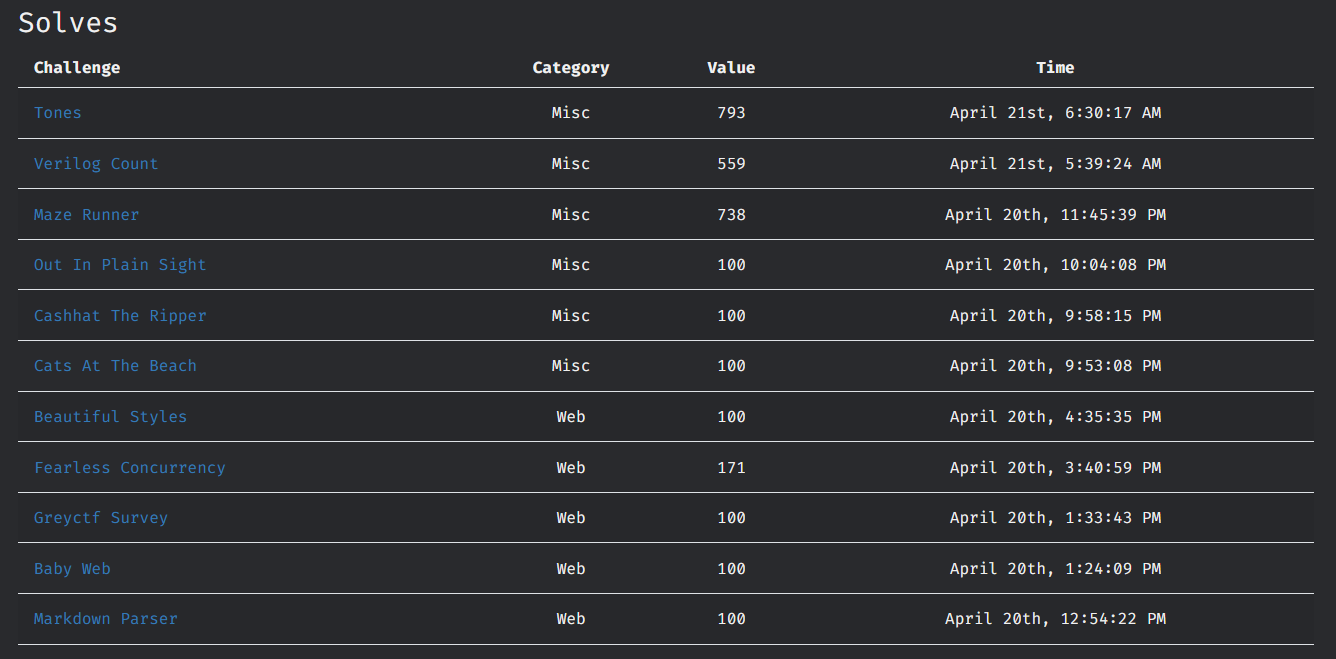 Solves
Challenge Category Value Time
Tones Misc 793 April 21st, 6:30:17 AM
Verilog Count Misc 559 April 21st, 5:39:24 AM
Maze Runner Misc 738 April 20th, 11:45:39 PM
Out In Plain Sight Misc 100 April 20th, 10:04:08 PM
Cashhat The Ripper Misc 100 April 20th, 9:58:15 PM
Cats At The Beach Misc 100 April 20th, 9:53:08 PM
Beautiful Styles Web 100 April 20th, 4:35:35 PM
Fearless Concurrency Web 171 April 20th, 3:40:59 PM
Greyctf Survey Web 100 April 20th, 1:33:43 PM
Baby Web Web 100 April 20th, 1:24:09 PM
Markdown Parser Web 100 April 20th, 12:54:22 PM